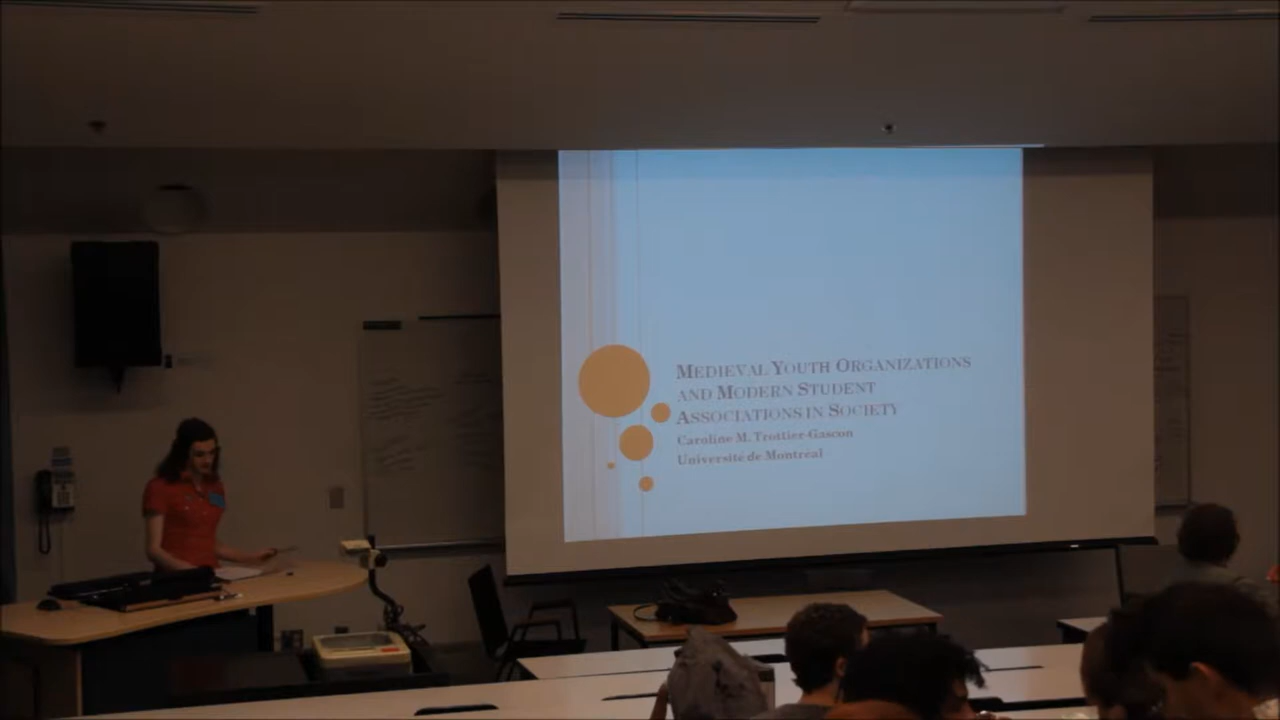 MEDIEVAL YOUTH ORGANIZATIONS
AND MODERN STUDENT
ASSOCIATIONS IN SOCIETY
Caroline M. Trottier-Gascon
Université de Montréal